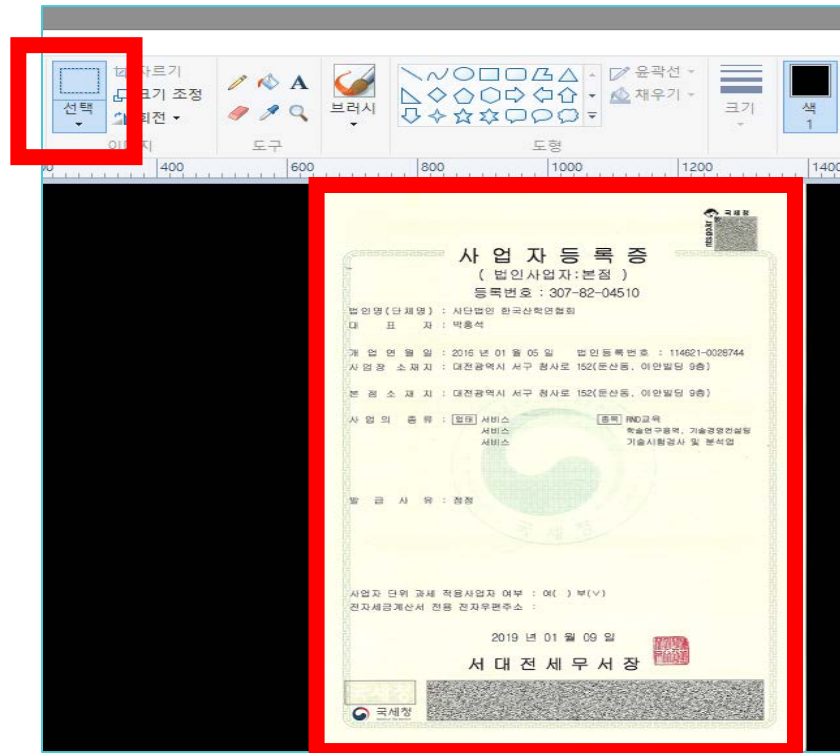 선택
자르기
크기 조정
회전
이미지
A
도구
브러시
도형
윤곽선
채우기
크기
색
1
400
600
800
1000
1200
1400
국세청
nts.go.kr
사업자등록증
( 법인사업자:본점 )
등록번호 : 307-82-04510
법인명(단체명) : 사단법인 한국산학연협회
대 표 자 : 박흥석
개 업 연 월 일 : 2016 년 01 월 05 일 법인등록번호 : 114621-0028744
사업장 소재지 : 대전광역시 서구 청사로 152(둔산동, 이안빌딩 9층)
본 점 소 재 지 : 대전광역시 서구 청사로 152(둔산동, 이안빌딩 9층)
사 업 의 종 류 : 업태 서비스 종목 RND교육
서비스 학술연구용역, 기술경영컨설팅
서비스 기술시험검사 및 분석업
발 급 사 유 : 정정
국세청
사업자 단위 과세 적용사업자 여부 : 여( ) 부(∨)
전자세금계산서 전용 전자우편주소 :
2019 년 01 월 09 일
서대전세무서장
국세청